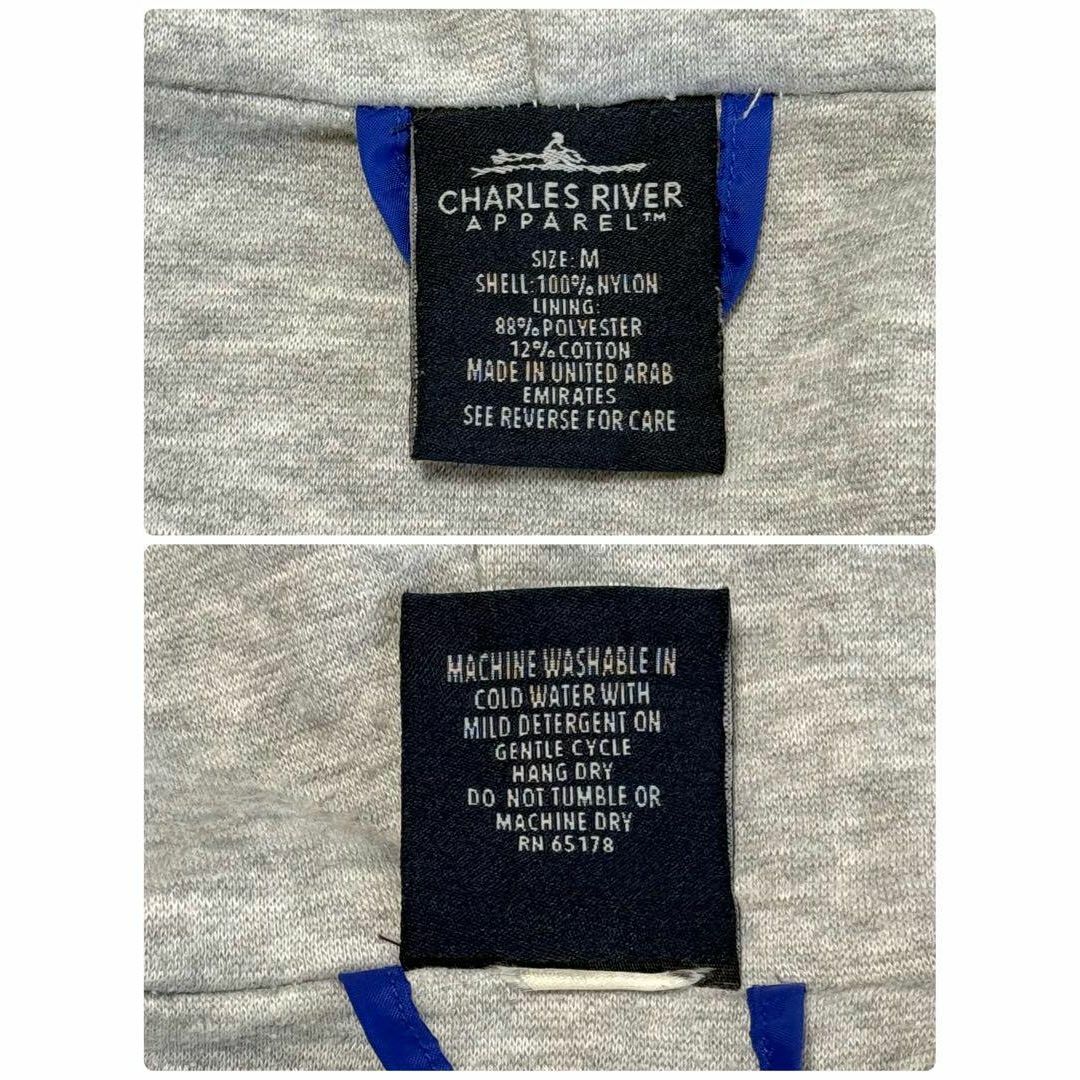 CHARLES RIVER
APPAREL™
SIZE: M
SHELL:100% NYLON
LINING:
88% POLYESTER
12% COTTON
MADE IN UNITED ARAB
EMIRATES
SEE REVERSE FOR CARE
MACHINE WASHABLE IN
COLD WATER WITH
MILD DETERGENT ON
GENTLE CYCLE
HANG DRY
DO NOT TUMBLE OR
MACHINE DRY
RN 65178